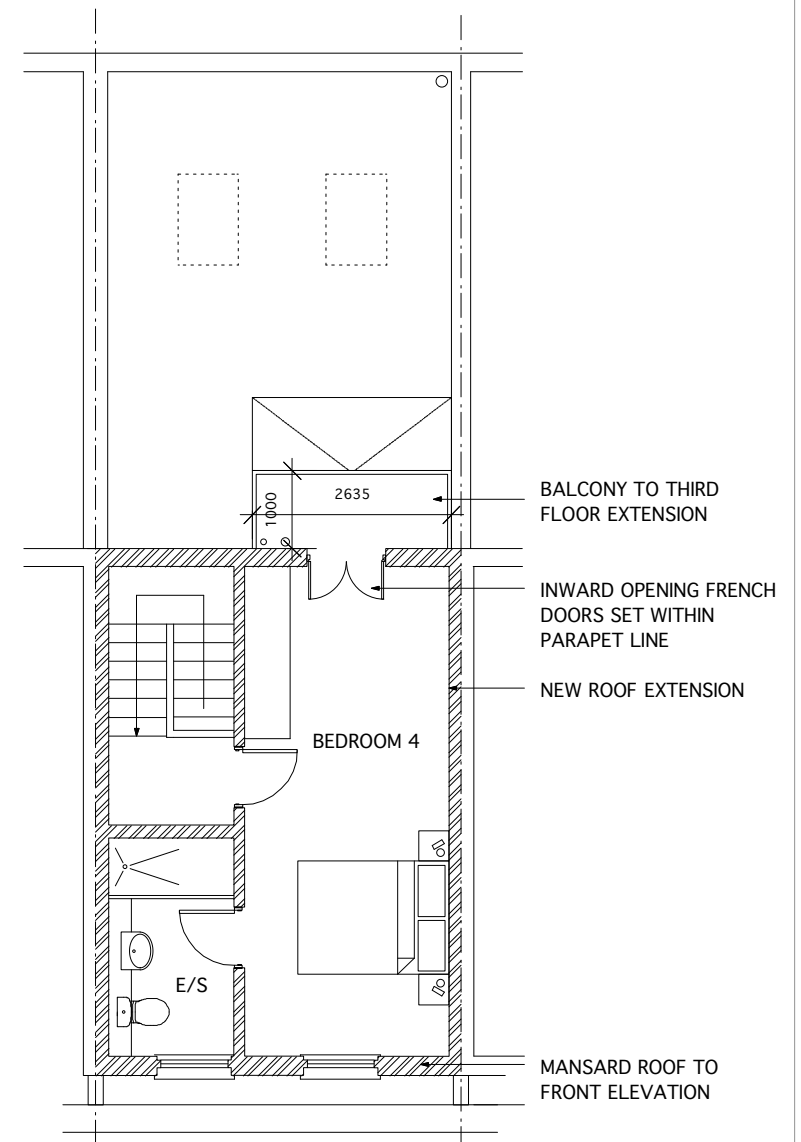 2635
1000
BALCONY TO THIRD
FLOOR EXTENSION
INWARD OPENING FRENCH
DOORS SET WITHIN
PARAPET LINE
NEW ROOF EXTENSION
BEDROOM 4
E/S
MANSARD ROOF TO
FRONT ELEVATION